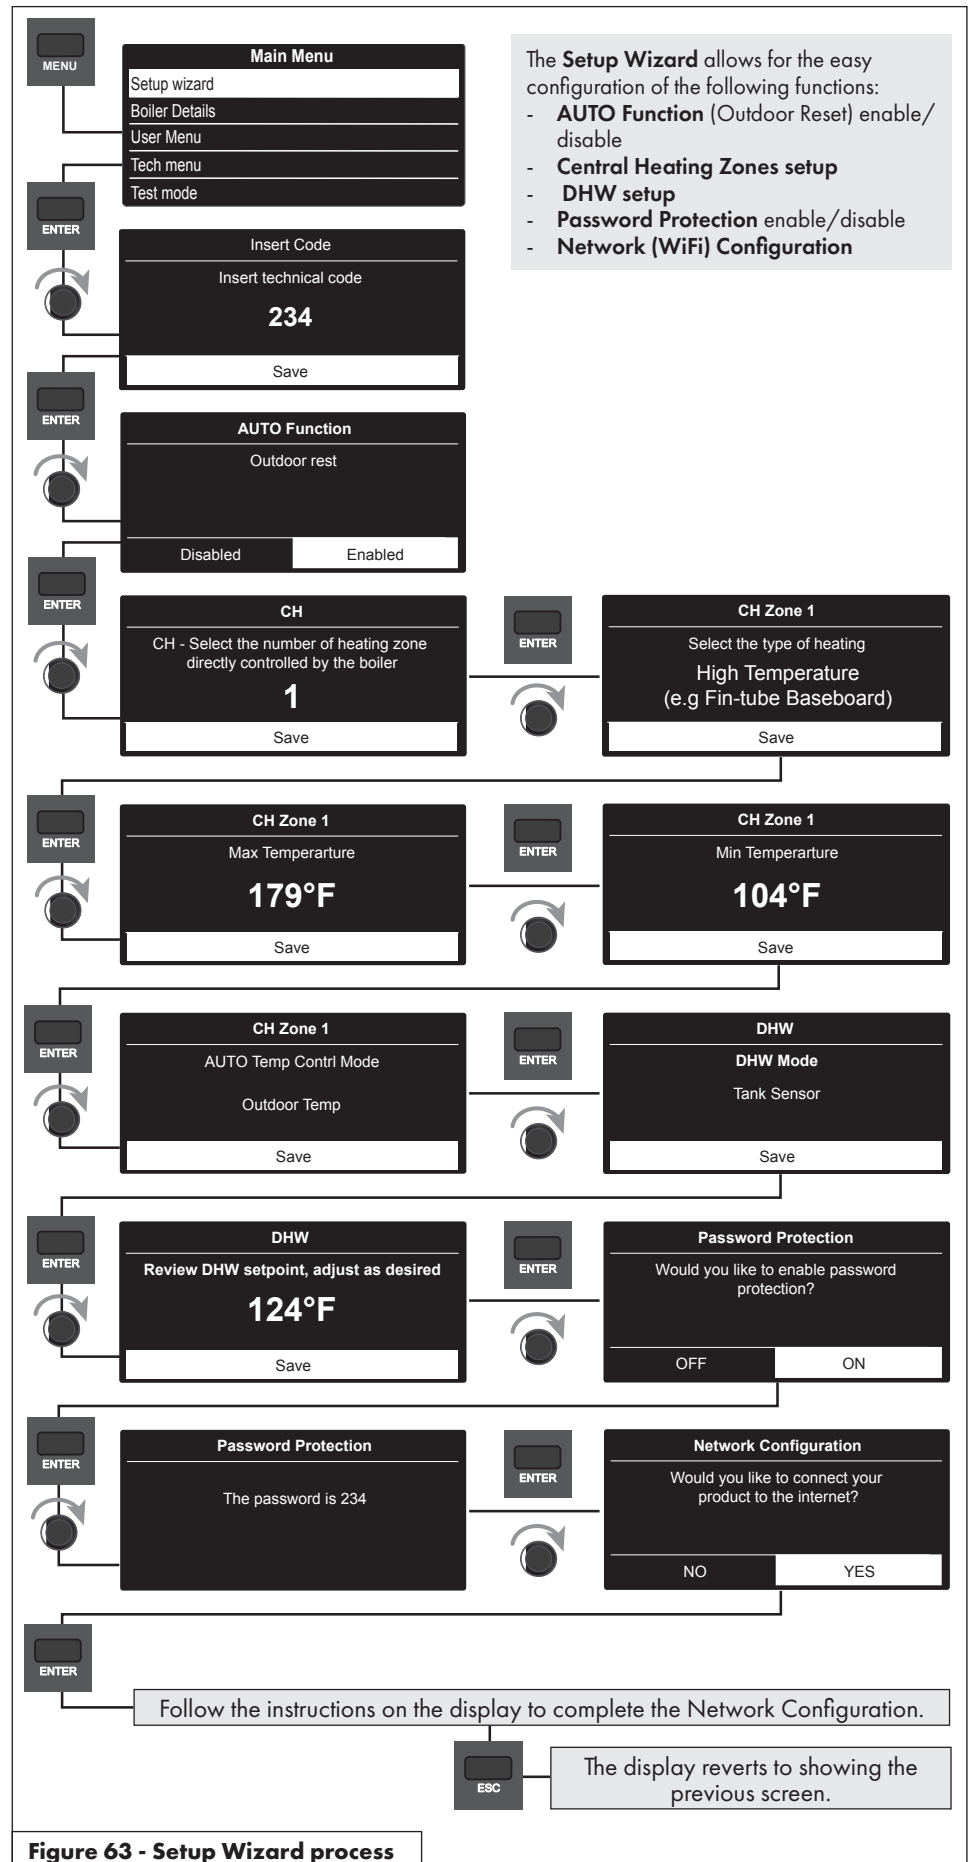 MENU
Main Menu
Setup wizard
Boiler Details
User Menu
Tech menu
Test mode
The Setup Wizard allows for the easy
configuration of the following functions:
- AUTO Function (Outdoor Reset) enable/
disable
- Central Heating Zones setup
- DHW setup
- Password Protection enable/disable
- Network (WiFi) Configuration
ENTER
Insert Code
Insert technical code
234
Save
ENTER
AUTO Function
Outdoor rest
Disabled
Enabled
ENTER
CH
CH - Select the number of heating zone
directly controlled by the boiler
1
Save
ENTER
CH Zone 1
Select the type of heating
High Temperature
(e.g Fin-tube Baseboard)
Save
ENTER
CH Zone 1
Max Temperarture
179°F
Save
ENTER
CH Zone 1
Min Temperarture
104°F
Save
ENTER
CH Zone 1
AUTO Temp Contrl Mode
Outdoor Temp
Save
ENTER
DHW
DHW Mode
Tank Sensor
Save
ENTER
DHW
Review DHW setpoint, adjust as desired
124°F
Save
ENTER
Password Protection
Would you like to enable password
protection?
OFF
ON
ENTER
Password Protection
The password is 234
ENTER
Network Configuration
Would you like to connect your
product to the internet?
NO
YES
ENTER
Follow the instructions on the display to complete the Network Configuration.
ESC
The display reverts to showing the
previous screen.
Figure 63 - Setup Wizard process